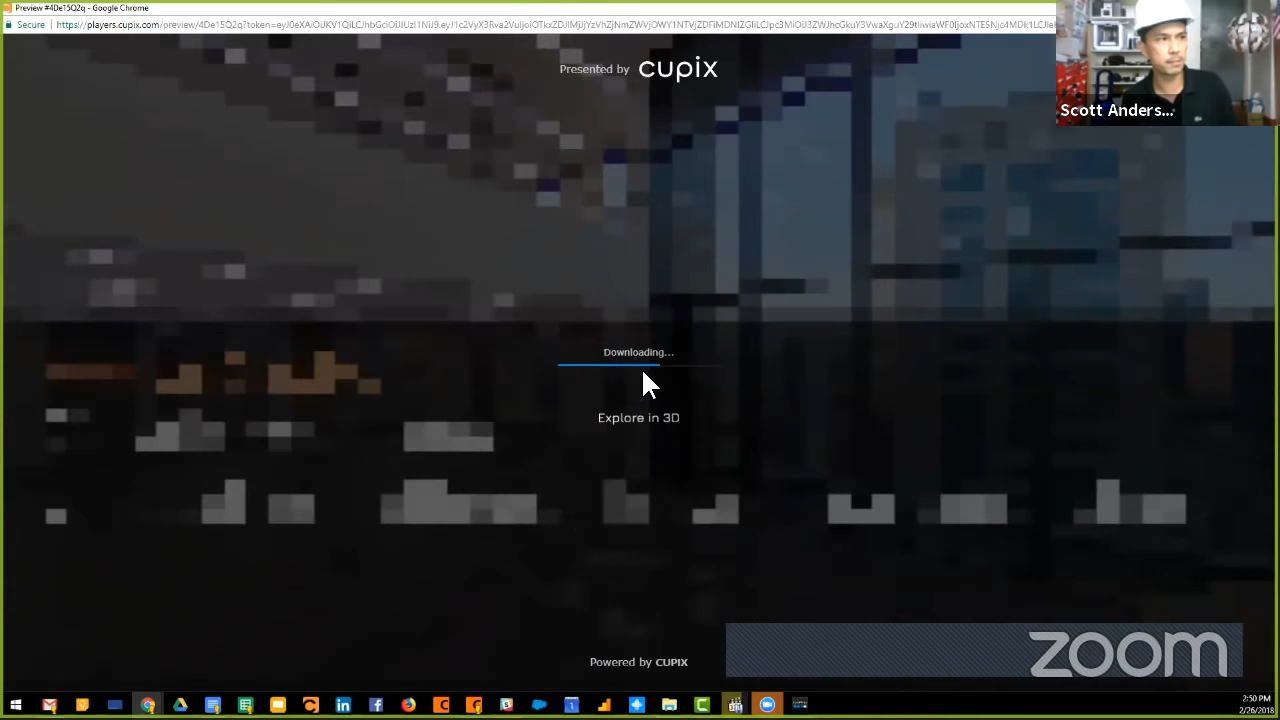 Preview #4De15Q2q - Google Chrome
Secure
Scott Anders...
Presented by cupix
Downloading...
Explore in 3D
Powered by CUPIX
zoom
2:50 PM
2/26/2018